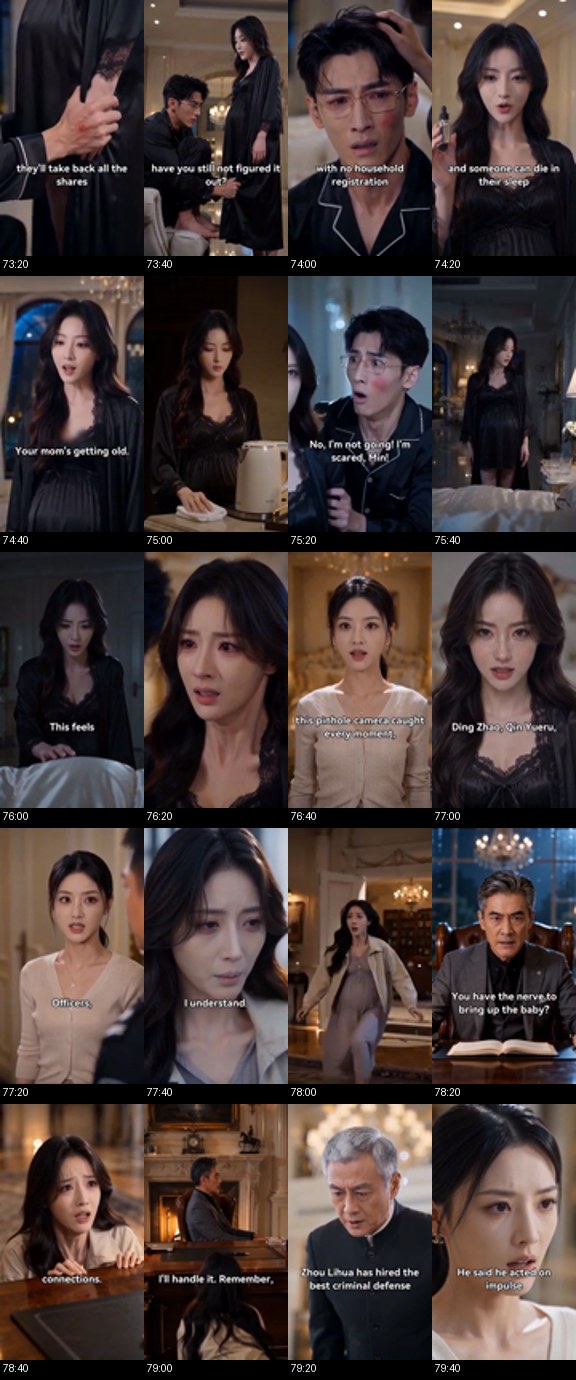 they'll take back all the
shares
73:20
have you still not figured it
out?
73:40
with no household
registration
74:00
and someone can die in
their sleep
74:20
Your mom's getting old.
74:40
75:00
No, I'm not going! I'm
scared, Min!
75:20
75:40
This feels
76:00
76:20
this pinhole camera caught
every moment,
76:40
Ding Zhao, Qin Yueru,
77:00
Officers,
77:20
I understand
77:40
78:00
You have the nerve to
bring up the baby?
78:20
connections.
78:40
I'll handle it. Remember,
79:00
Zhou Lihua has hired the
best criminal defense
79:20
He said he acted on
impulse
79:40